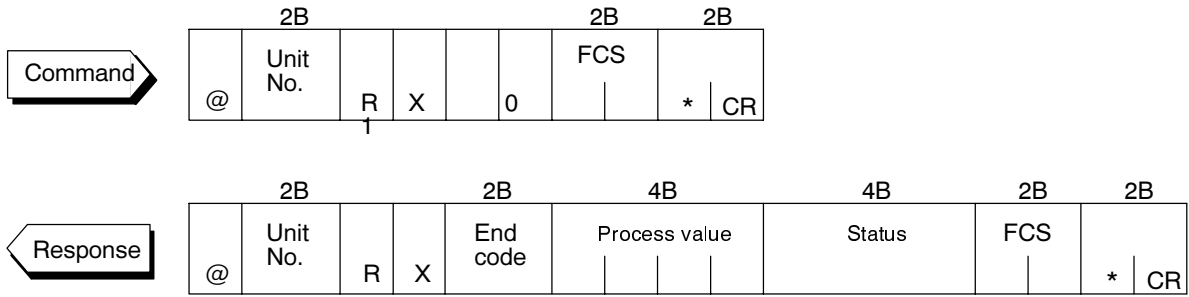 2B 2B 2B
Command
@ Unit No. R X 0 FCS * CR
1
2B 2B 4B 4B 2B 2B
Response
@ Unit No. R X End code Process value Status FCS * CR